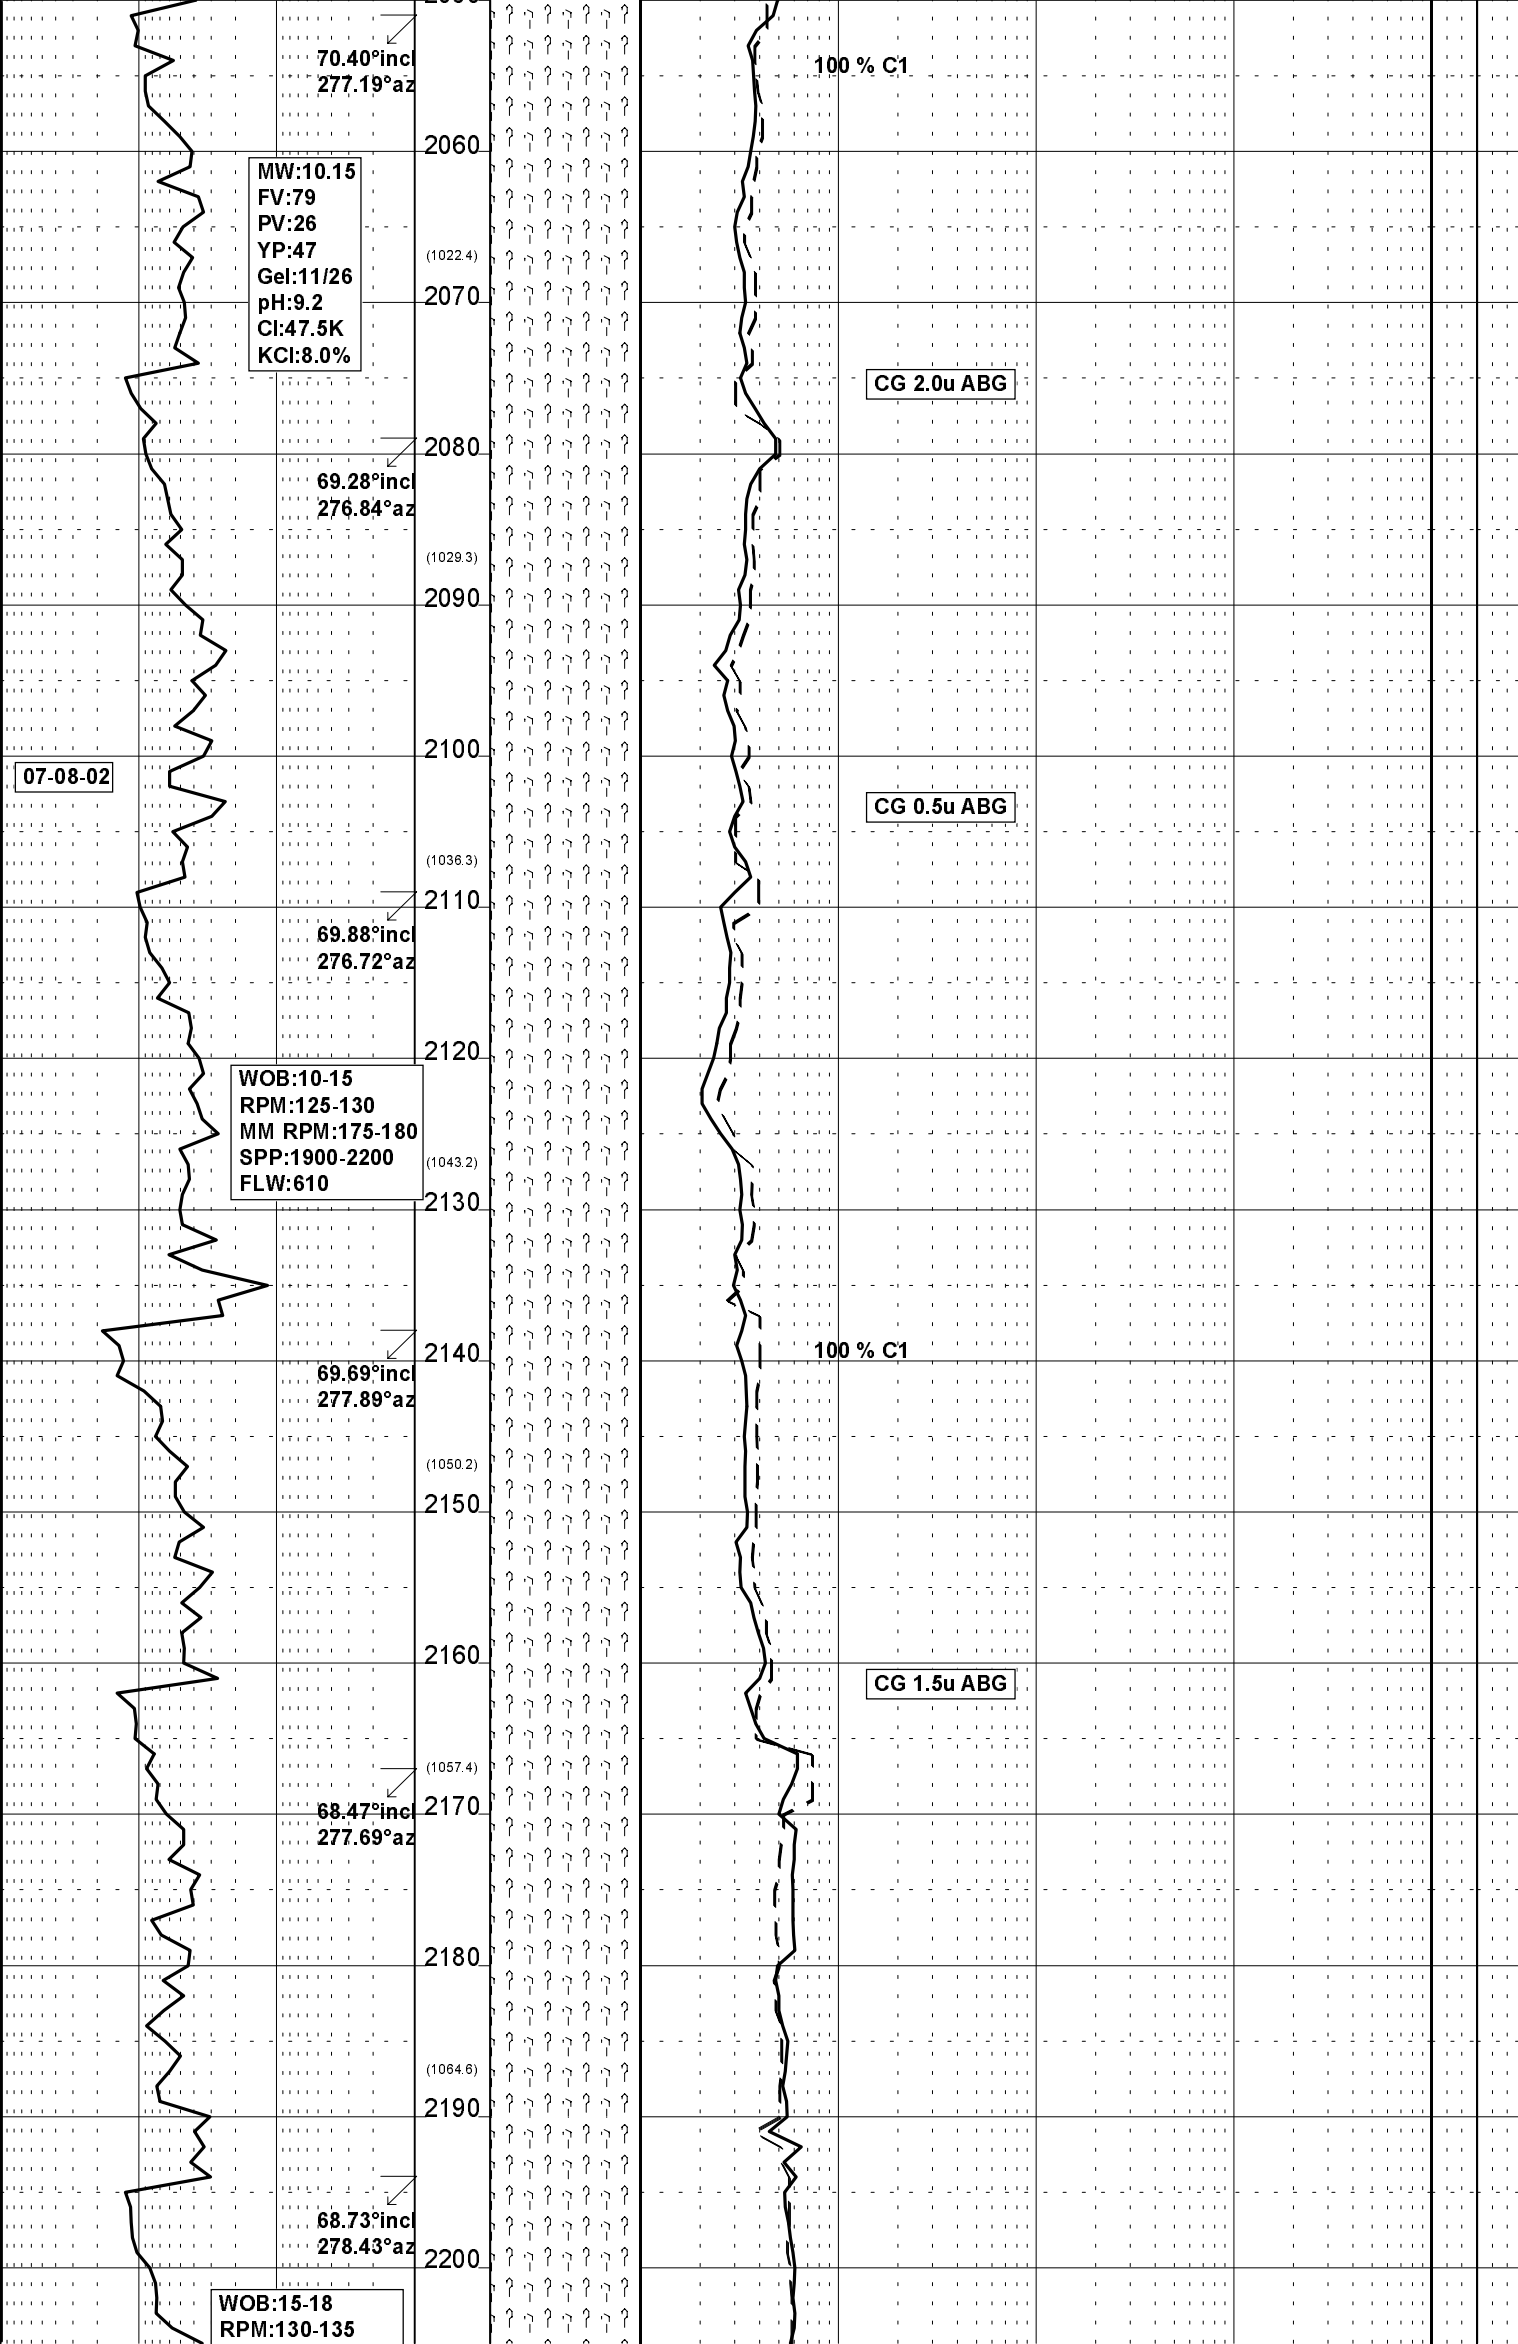 70.40°incl
277.19°az
100 % C1
2060
MW:10.15
FV:79
PV:26
YP:47
Gel:11/26
pH:9.2
Cl:47.5K
KCl:8.0%
(1022.4)
2070
CG 2.0u ABG
2080
69.28°incl
276.84°az
(1029.3)
2090
2100
07-08-02
CG 0.5u ABG
(1036.3)
2110
69.88°incl
276.72°az
2120
WOB:10-15
RPM:125-130
MM RPM:175-180
SPP:1900-2200
FLW:610
(1043.2)
2130
2140
100 % C1
69.69°incl
277.89°az
(1050.2)
2150
2160
CG 1.5u ABG
(1057.4)
2170
68.47°incl
277.69°az
2180
(1064.6)
2190
68.73°incl
278.43°az
2200
WOB:15-18
RPM:130-135